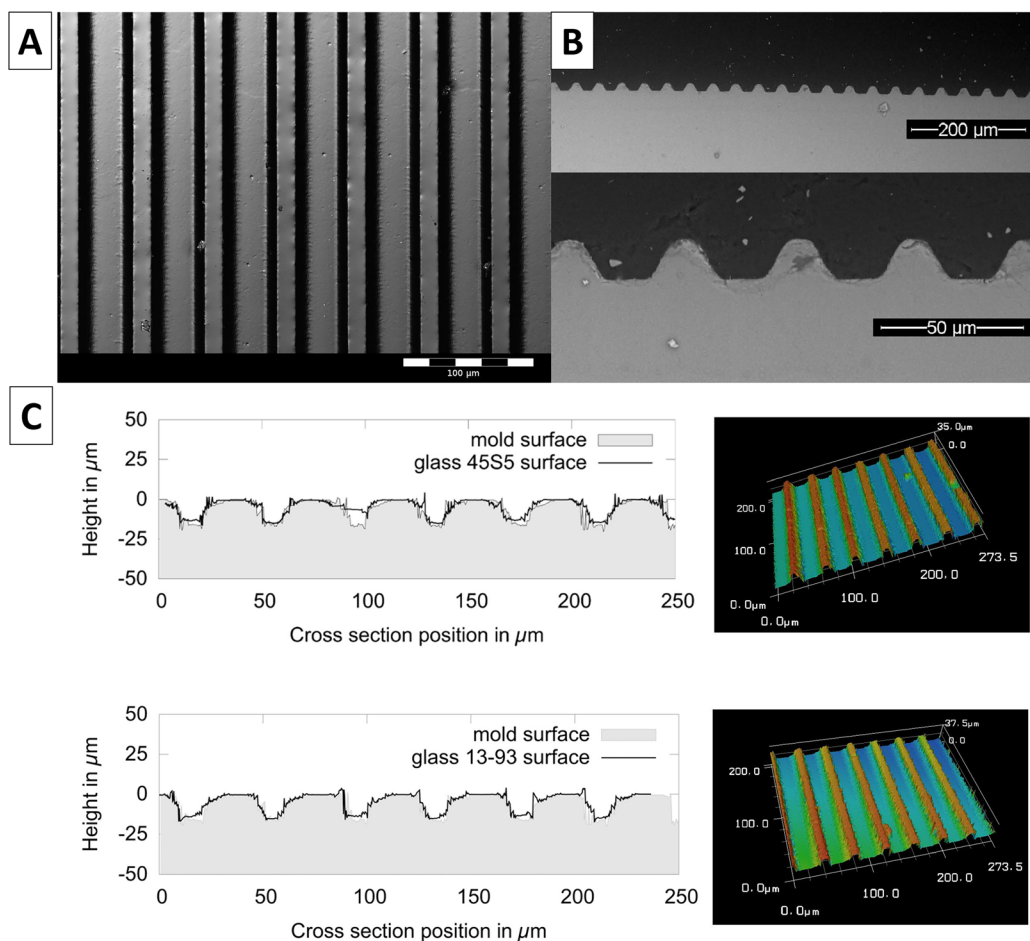 A
B
100 µm
200 µm
50 µm
C
50
25
0
-25
-50
Height in µm
mold surface
glass 45S5 surface
0
50
100
150
200
250
Cross section position in µm
35.0µm
0.0
200.0
100.0
0.0µm
0.0µm
100.0
200.0
273.5
50
25
0
-25
-50
Height in µm
mold surface
glass 13-93 surface
0
50
100
150
200
250
Cross section position in µm
37.5µm
0.0
200.0
100.0
0.0µm
0.0µm
100.0
200.0
273.5